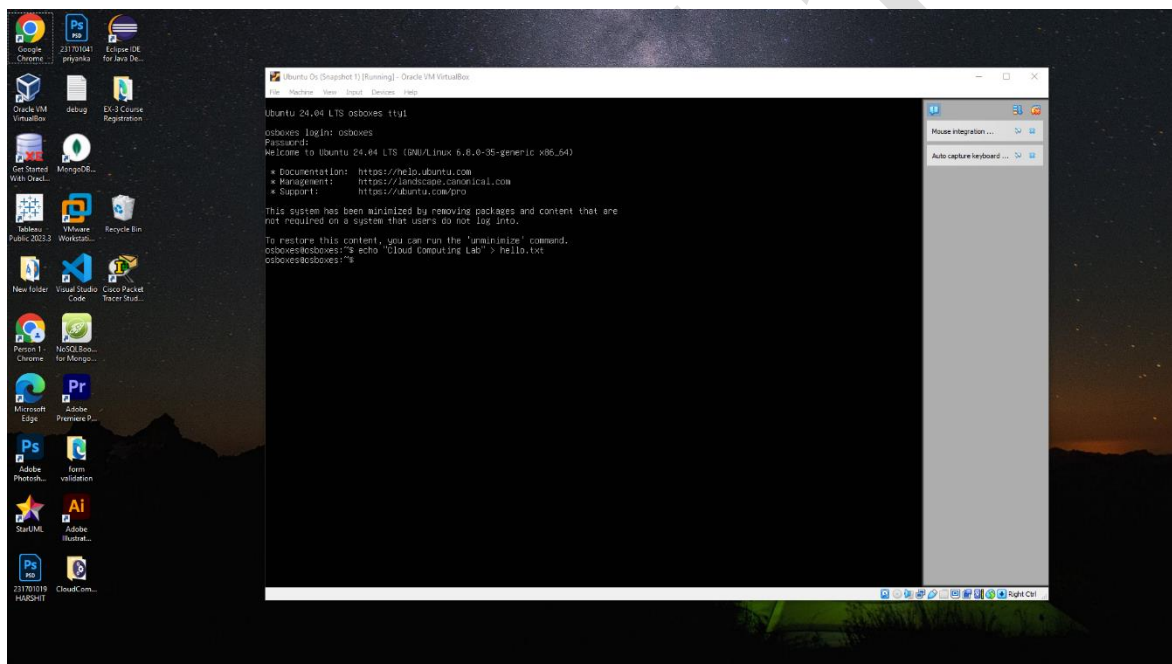 Google
Chrome
231701041
priyanka
Eclipse IDE
for Java De...
Oracle VM
VirtualBox
debug
EX-3 Course
Registration
Get Started
With Oracl...
MongoDB...
Tableau
Public 2023.3
VMware
Workstati...
Recycle Bin
New folder
Visual Studio
Code
Cisco Packet
Tracer Stud...
Person 1 -
Chrome
NoSQLBoo...
for Mongo...
Microsoft
Edge
Adobe
Premiere P...
Adobe
Photosh...
form
validation
StarUML
Adobe
Illustrat...
231701019
HARSHIT
CloudCom...
Ubuntu Os (Snapshot 1) [Running] - Oracle VM VirtualBox
File Machine View Input Devices Help
Ubuntu 24.04 LTS osboxes tty1
osboxes login: osboxes
Password:
Welcome to Ubuntu 24.04 LTS (GNU/Linux 6.8.0-35-generic x86_64)
* Documentation: https://help.ubuntu.com
* Management: https://landscape.canonical.com
* Support: https://ubuntu.com/pro
This system has been minimized by removing packages and content that are
not required on a system that users do not log into.
To restore this content, you can run the 'unminimize' command.
osboxes@osboxes:~$ echo "Cloud Computing Lab" > hello.txt
osboxes@osboxes:~$
Mouse integration ...
Auto capture keyboard ...
Right Ctrl